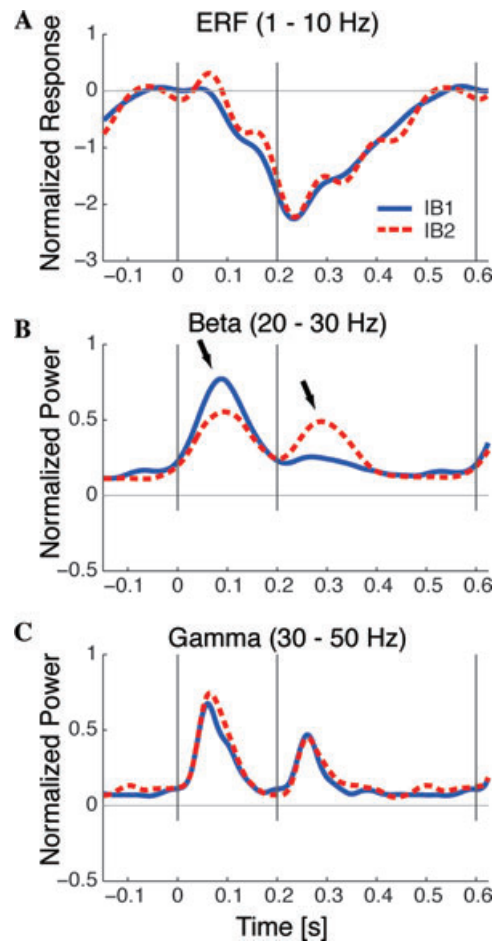 A
ERF (1 - 10 Hz)
Normalized Response
1
0
-1
-2
-3
IB1
IB2
-0.1 0 0.1 0.2 0.3 0.4 0.5 0.6
B
Beta (20 - 30 Hz)
Normalized Power
1
0.5
0
-0.5
-0.1 0 0.1 0.2 0.3 0.4 0.5 0.6
C
Gamma (30 - 50 Hz)
Normalized Power
1
0.5
0
-0.5
-0.1 0 0.1 0.2 0.3 0.4 0.5 0.6
Time [s]